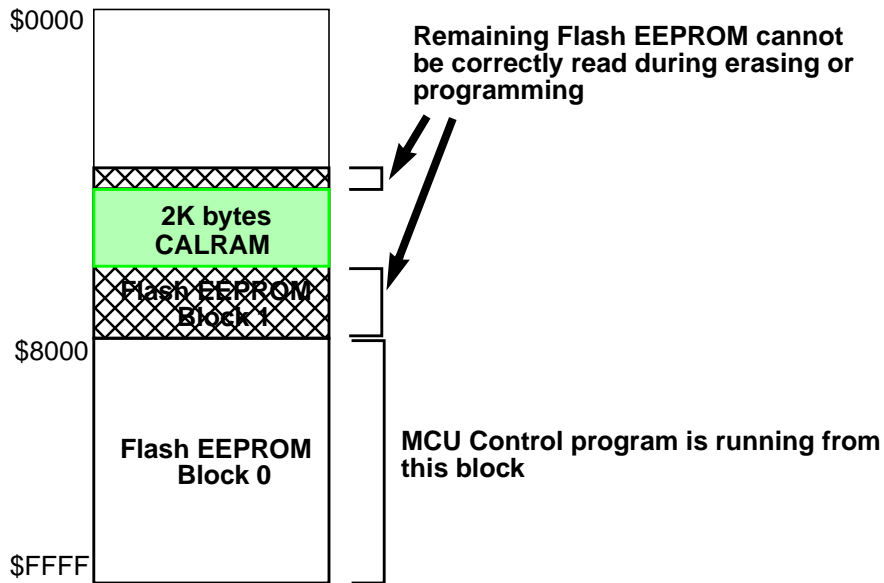 $0000
Remaining Flash EEPROM cannot
be correctly read during erasing or
programming
2K bytes
CALRAM
Flash EEPROM
Block 1
$8000
Flash EEPROM
Block 0
MCU Control program is running from
this block
$FFFF